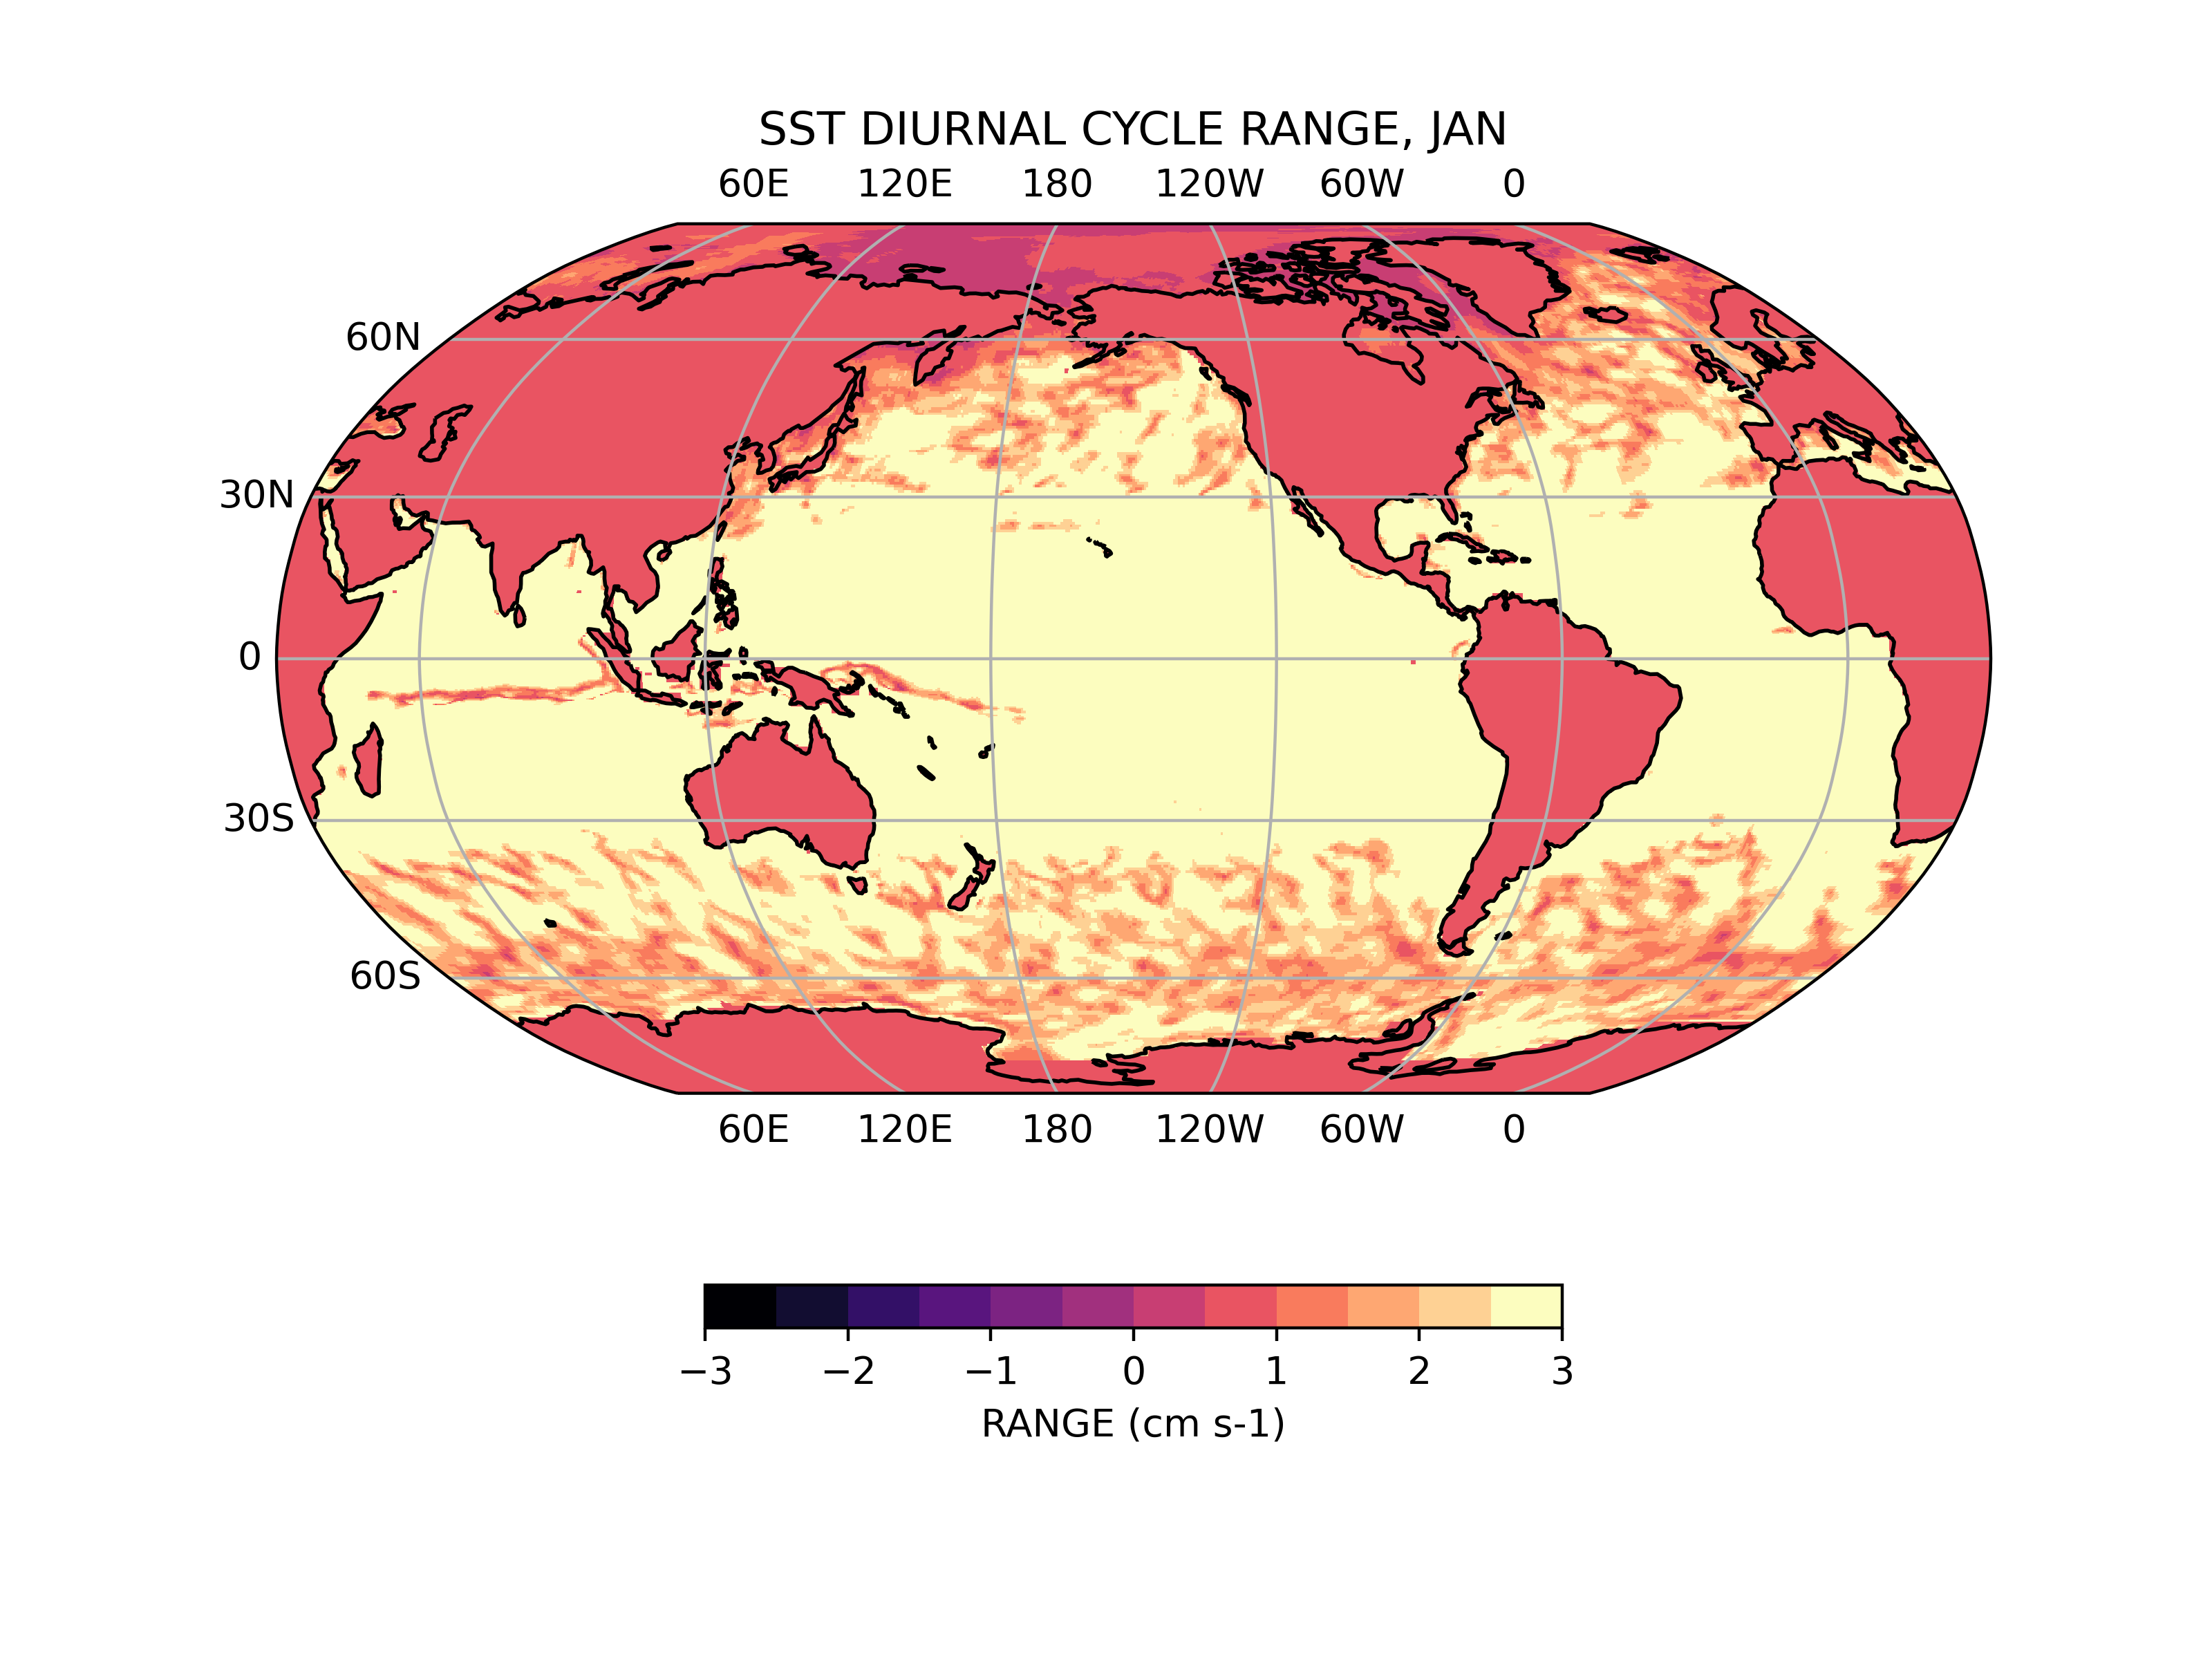 SST DIURNAL CYCLE RANGE, JAN
60E 120E 180 120W 60W 0
60N
30N
0
30S
60S
60E 120E 180 120W 60W 0
−3 −2 −1 0 1 2 3
RANGE (cm s-1)